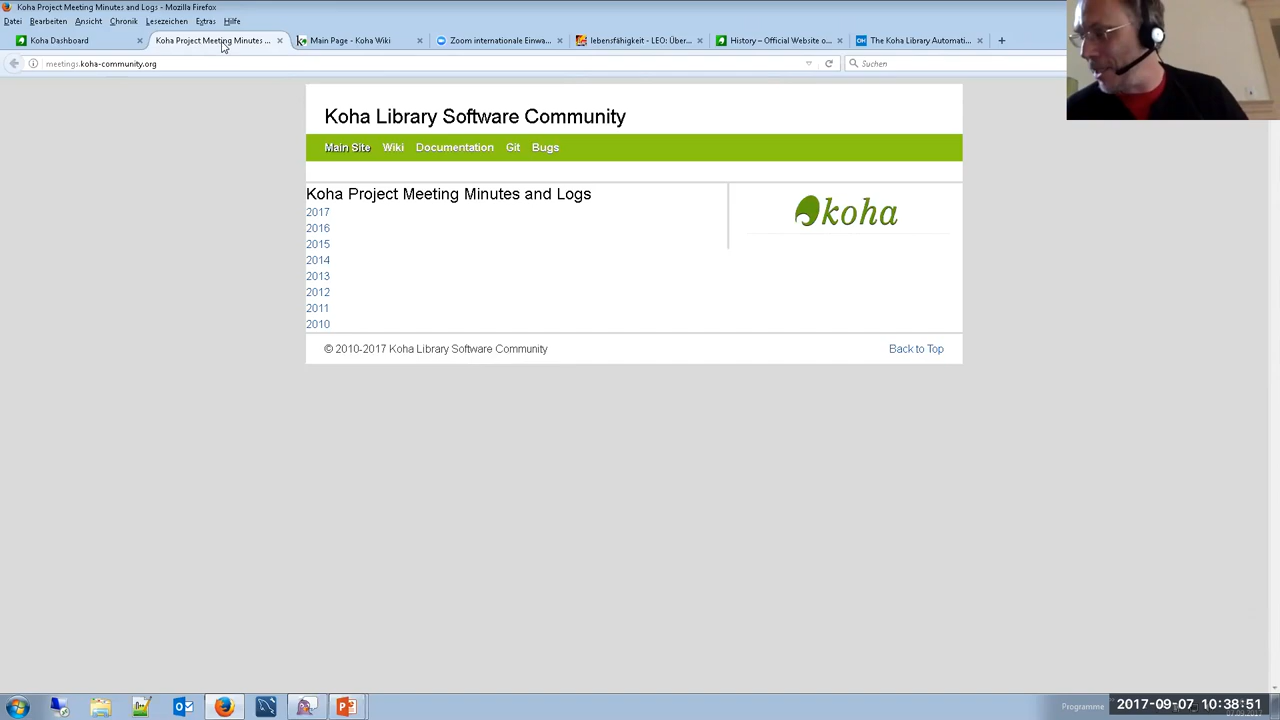 Koha Project Meeting Minutes and Logs - Mozilla Firefox
Datei Bearbeiten Ansicht Chronik Lesezeichen Extras Hilfe
Koha Dashboard
Koha Project Meeting Minutes ...
Main Page - Koha Wiki
Zoom internationale Einwa...
lebensfähigkeit - LEO: Über...
History – Official Website o...
The Koha Library Automati...
meetings.koha-community.org
Suchen
Koha Library Software Community
Main Site Wiki Documentation Git Bugs
Koha Project Meeting Minutes and Logs
2017
2016
2015
2014
2013
2012
2011
2010
koha
© 2010-2017 Koha Library Software Community
Back to Top
Programme
2017-09-07 10:38:51